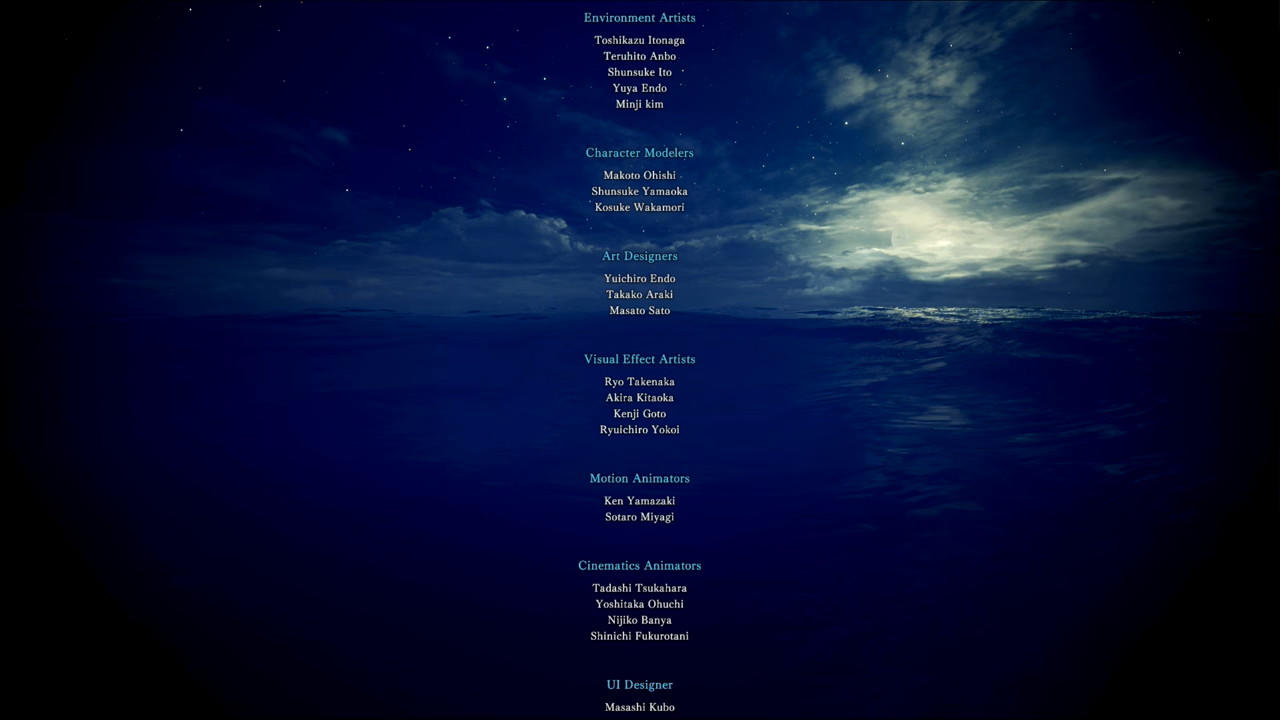 Environment Artists
Toshikazu Itonaga
Teruhito Anbo
Shunsuke Ito
Yuya Endo
Minji kim
Character Modelers
Makoto Ohishi
Shunsuke Yamaoka
Kosuke Wakamori
Art Designers
Yuichiro Endo
Takako Araki
Masato Sato
Visual Effect Artists
Ryo Takenaka
Akira Kitaoka
Kenji Goto
Ryuichiro Yokoi
Motion Animators
Ken Yamazaki
Sotaro Miyagi
Cinematics Animators
Tadashi Tsukahara
Yoshitaka Ohuchi
Nijiko Banya
Shinichi Fukurotani
UI Designer
Masashi Kubo